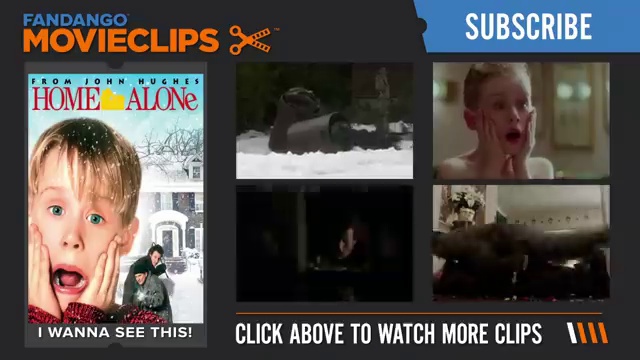 FANDANGO
MOVIECLIPS
SUBSCRIBE
FROM JOHN HUGHES
HOME ALONe
I WANNA SEE THIS!
CLICK ABOVE TO WATCH MORE CLIPS